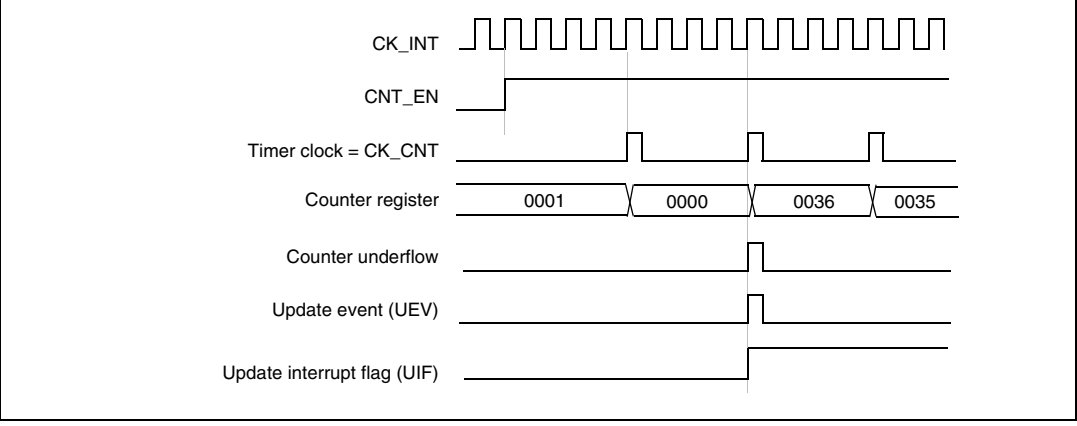 CK_INT
CNT_EN
Timer clock = CK_CNT
Counter register
0001 0000 0036 0035
Counter underflow
Update event (UEV)
Update interrupt flag (UIF)